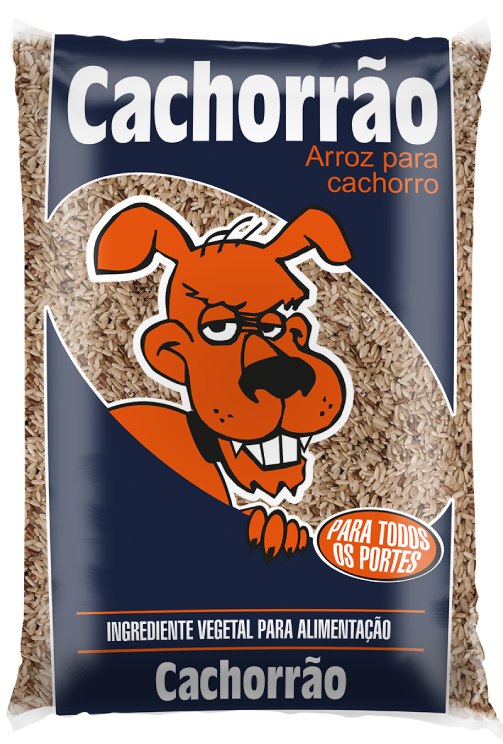 Cachorrão
Arroz para
cachorro
PARA TODOS
OS PORTES
INGREDIENTE VEGETAL PARA ALIMENTAÇÃO
Cachorrão